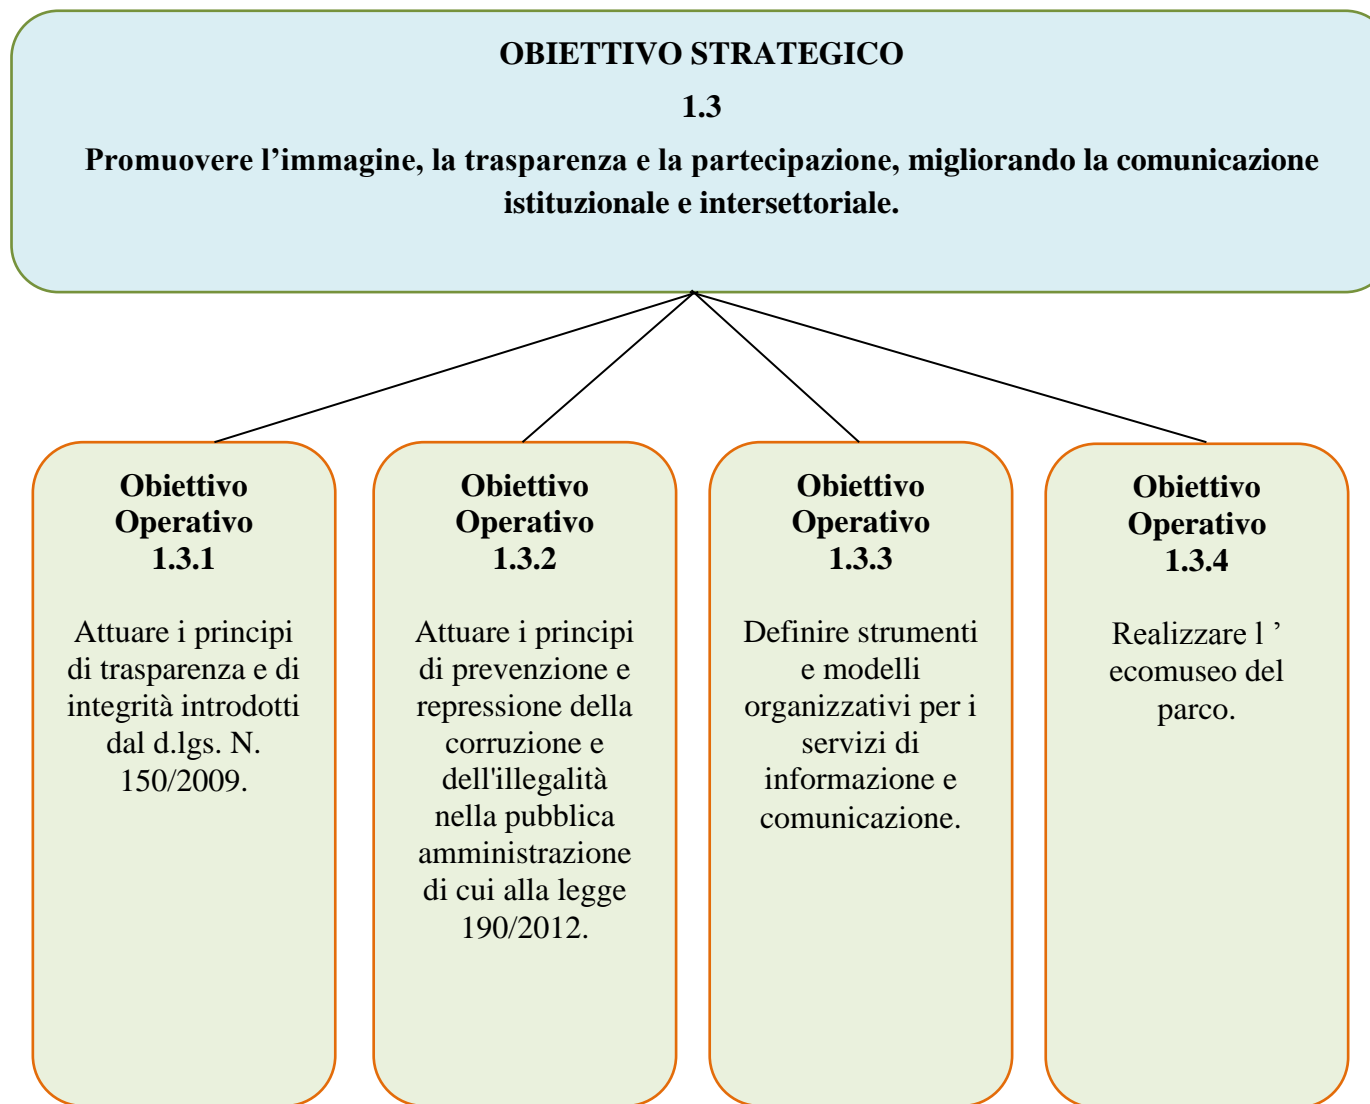 OBIETTIVO STRATEGICO
1.3
Promuovere l’immagine, la trasparenza e la partecipazione, migliorando la comunicazione
istituzionale e intersettoriale.
Obiettivo
Operativo
1.3.1
Attuare i principi
di trasparenza e di
integrità introdotti
dal d.lgs. N.
150/2009.
Obiettivo
Operativo
1.3.2
Attuare i principi
di prevenzione e
repressione della
corruzione e
dell'illegalità
nella pubblica
amministrazione
di cui alla legge
190/2012.
Obiettivo
Operativo
1.3.3
Definire strumenti
e modelli
organizzativi per i
servizi di
informazione e
comunicazione.
Obiettivo
Operativo
1.3.4
Realizzare l ’
ecomuseo del
parco.